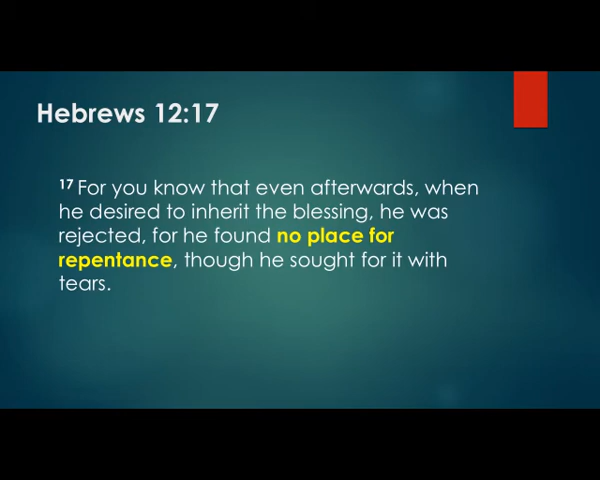 Hebrews 12:17
17 For you know that even afterwards, when
he desired to inherit the blessing, he was
rejected, for he found no place for
repentance, though he sought for it with
tears.